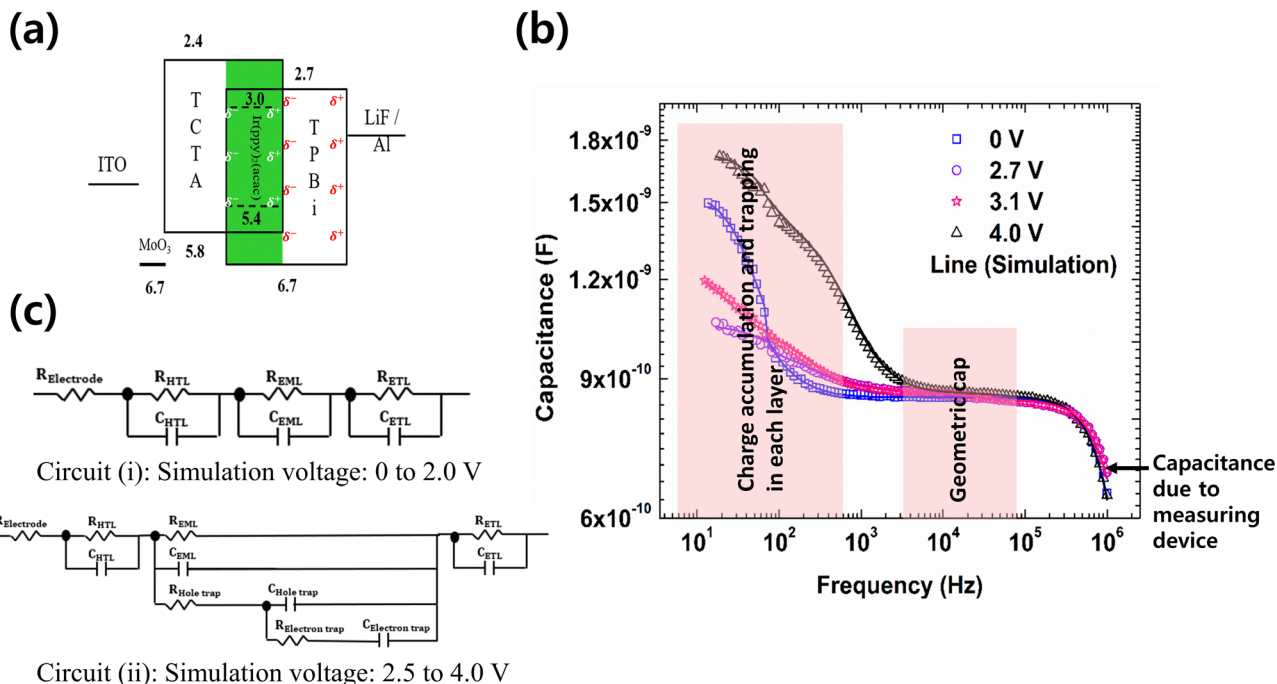 (a)
2.4
2.7
3.0
T
C
T
A
Ir(ppy)₂(acac)
T
P
B
i
δ⁻ δ⁺ δ⁻ δ⁺
δ⁻ δ⁺ δ⁻ δ⁺
δ⁻ δ⁺ δ⁻ δ⁺
δ⁻ δ⁺
LiF /
Al
ITO
5.4
MoO₃
5.8
6.7
6.7
(b)
Capacitance (F)
1.8x10⁻⁹
1.5x10⁻⁹
1.2x10⁻⁹
9x10⁻¹⁰
6x10⁻¹⁰
Charge accumulation and trapping
in each layer
Geometric cap
0 V
2.7 V
3.1 V
4.0 V
Line (Simulation)
Capacitance
due to
measuring
device
10¹ 10² 10³ 10⁴ 10⁵ 10⁶
Frequency (Hz)
(c)
R_Electrode R_HTL R_EML R_ETL
C_HTL C_EML C_ETL
Circuit (i): Simulation voltage: 0 to 2.0 V
R_Electrode R_HTL R_EML R_ETL
C_HTL C_EML C_ETL
R_Hole trap C_Hole trap
R_Electron trap C_Electron trap
Circuit (ii): Simulation voltage: 2.5 to 4.0 V